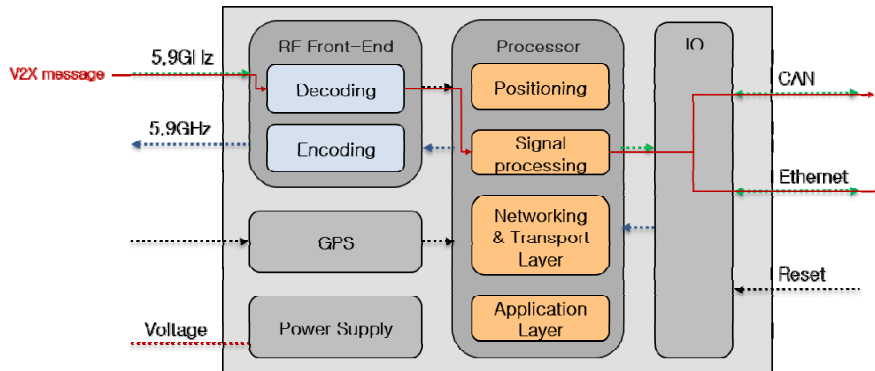 RF Front-End
Processor
IO
5.9GHz
V2X message
Decoding
Positioning
CAN
5.9GHz
Encoding
Signal
processing
Ethernet
GPS
Networking
& Transport
Layer
Reset
Voltage
Power Supply
Application
Layer